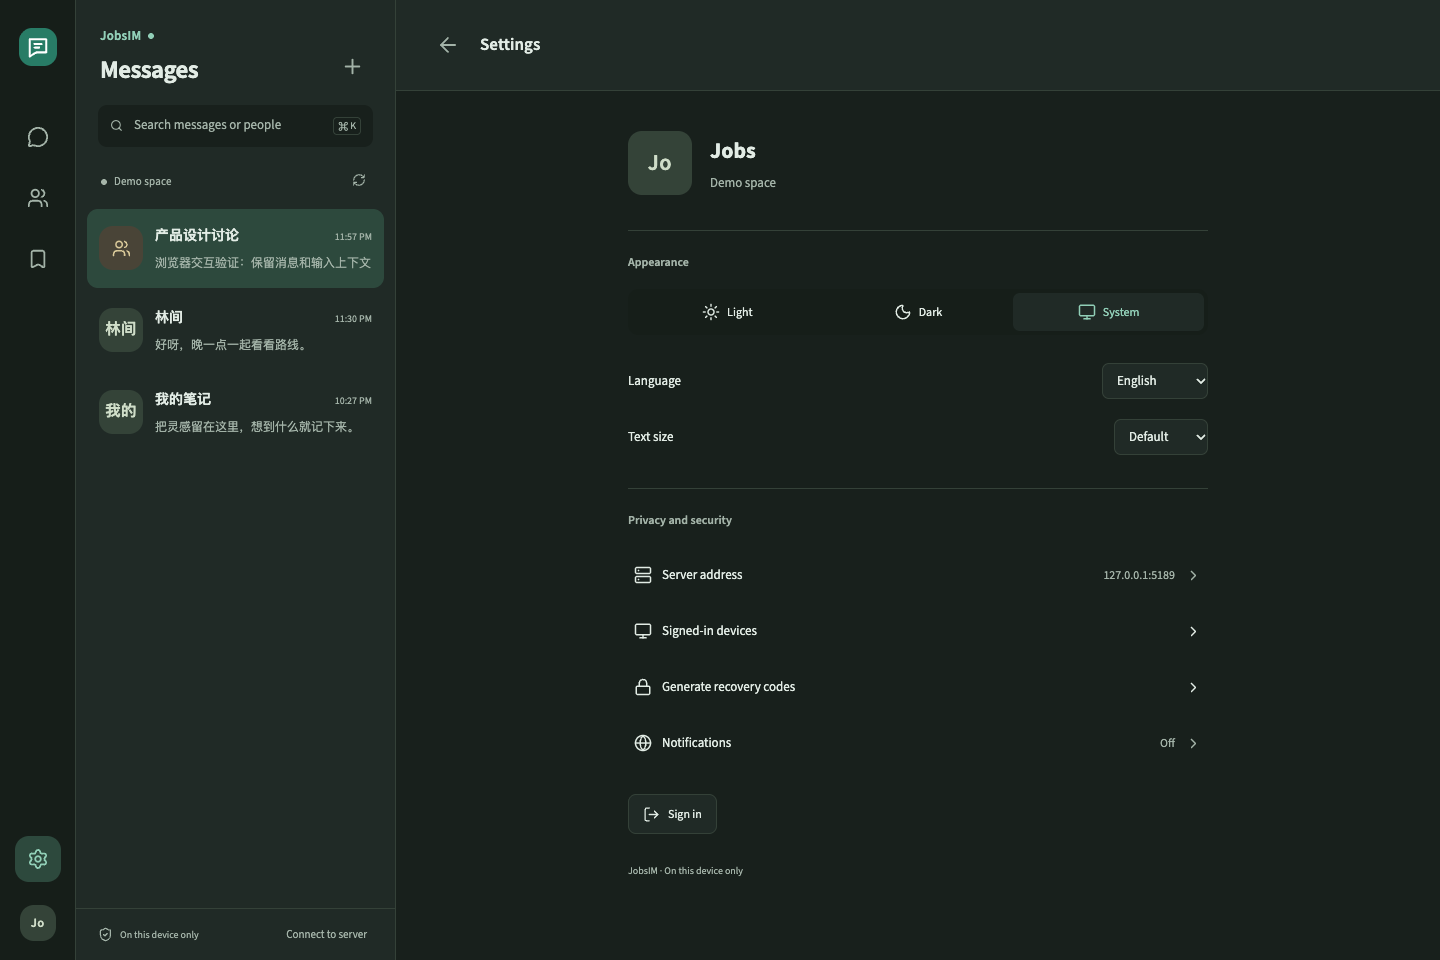 JobsIM
Messages
Search messages or people
⌘K
Demo space
产品设计讨论
11:57 PM
浏览器交互验证：保留消息和输入上下文
林间
林间
11:30 PM
好呀，晚一点一起看看路线。
我的
我的笔记
10:27 PM
把灵感留在这里，想到什么就记下来。
On this device only
Connect to server
Jo
Settings
Jo
Jobs
Demo space
Appearance
Light
Dark
System
Language
English
Text size
Default
Privacy and security
Server address
127.0.0.1:5189
Signed-in devices
Generate recovery codes
Notifications
Off
Sign in
JobsIM · On this device only